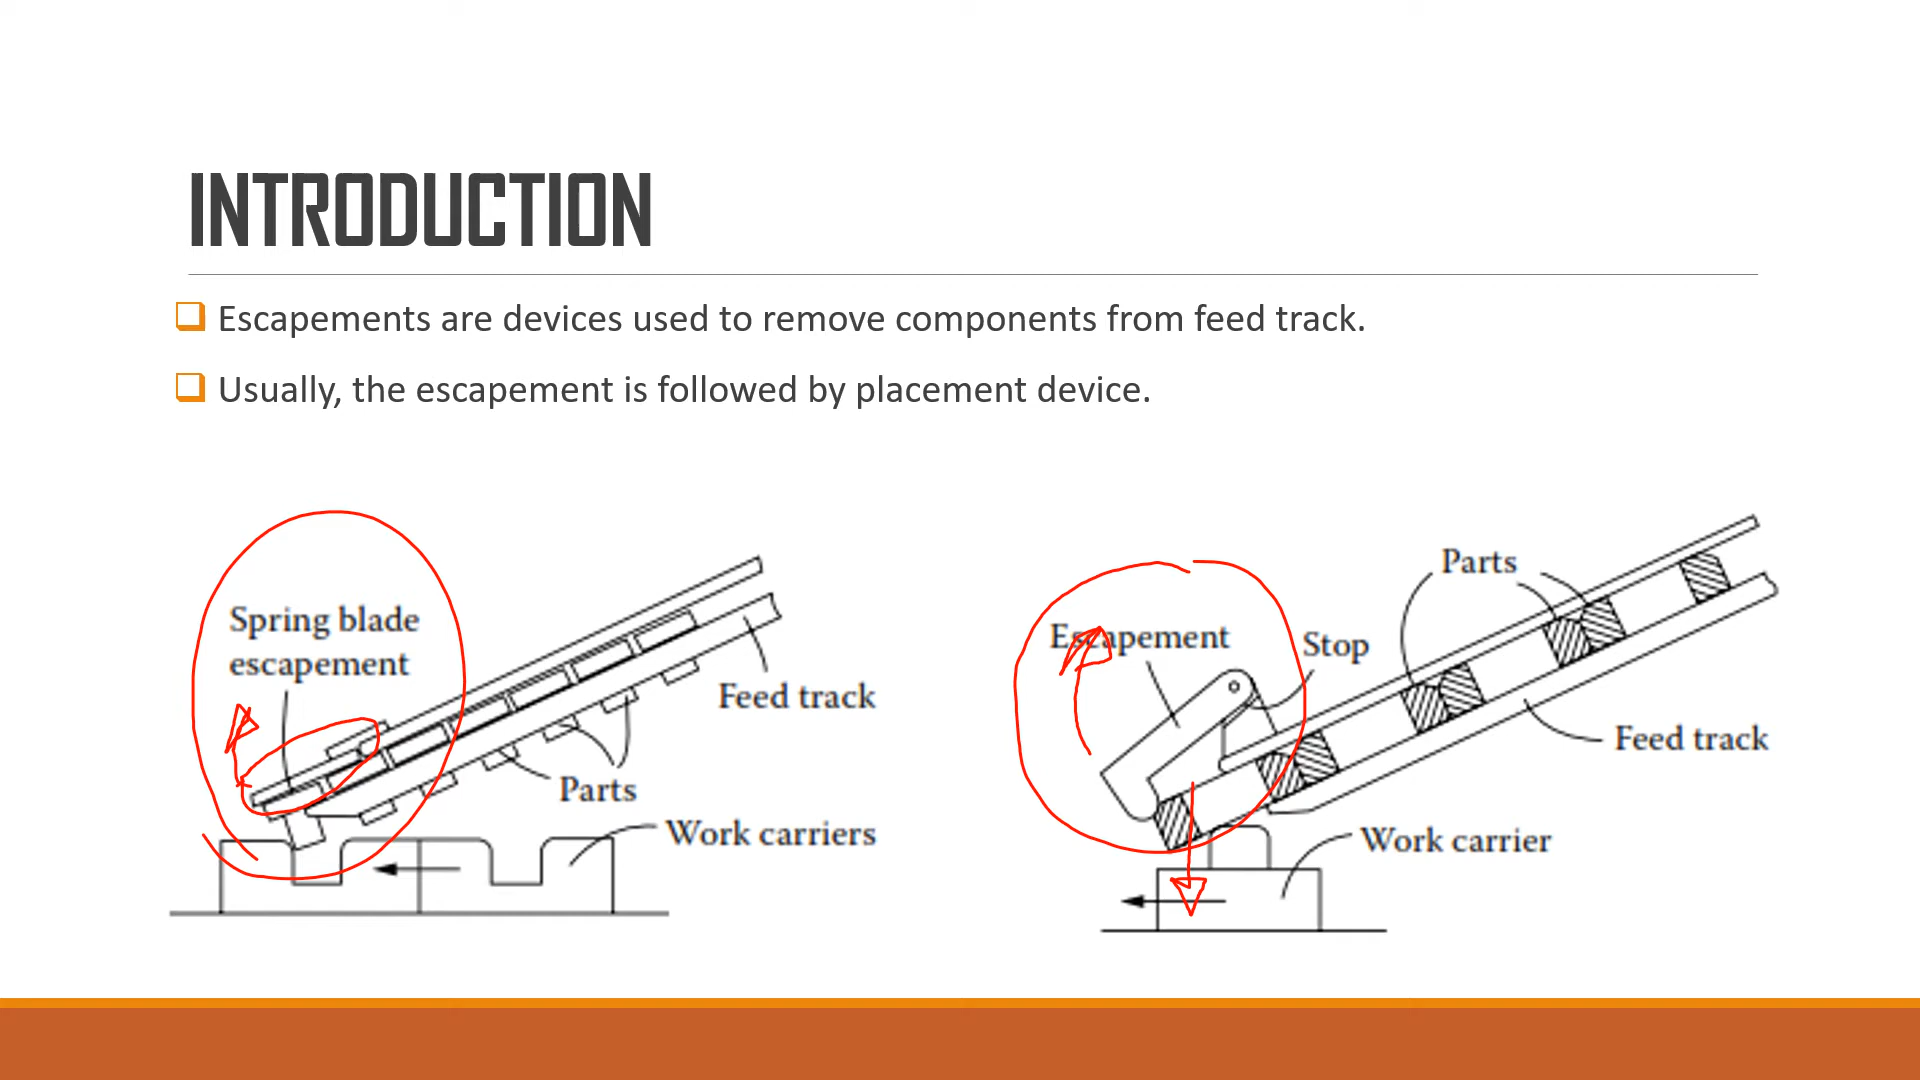 INTRODUCTION
Escapements are devices used to remove components from feed track.
Usually, the escapement is followed by placement device.
Spring blade
escapement
Feed track
Parts
Work carriers
Parts
Escapement
Stop
Feed track
Work carrier